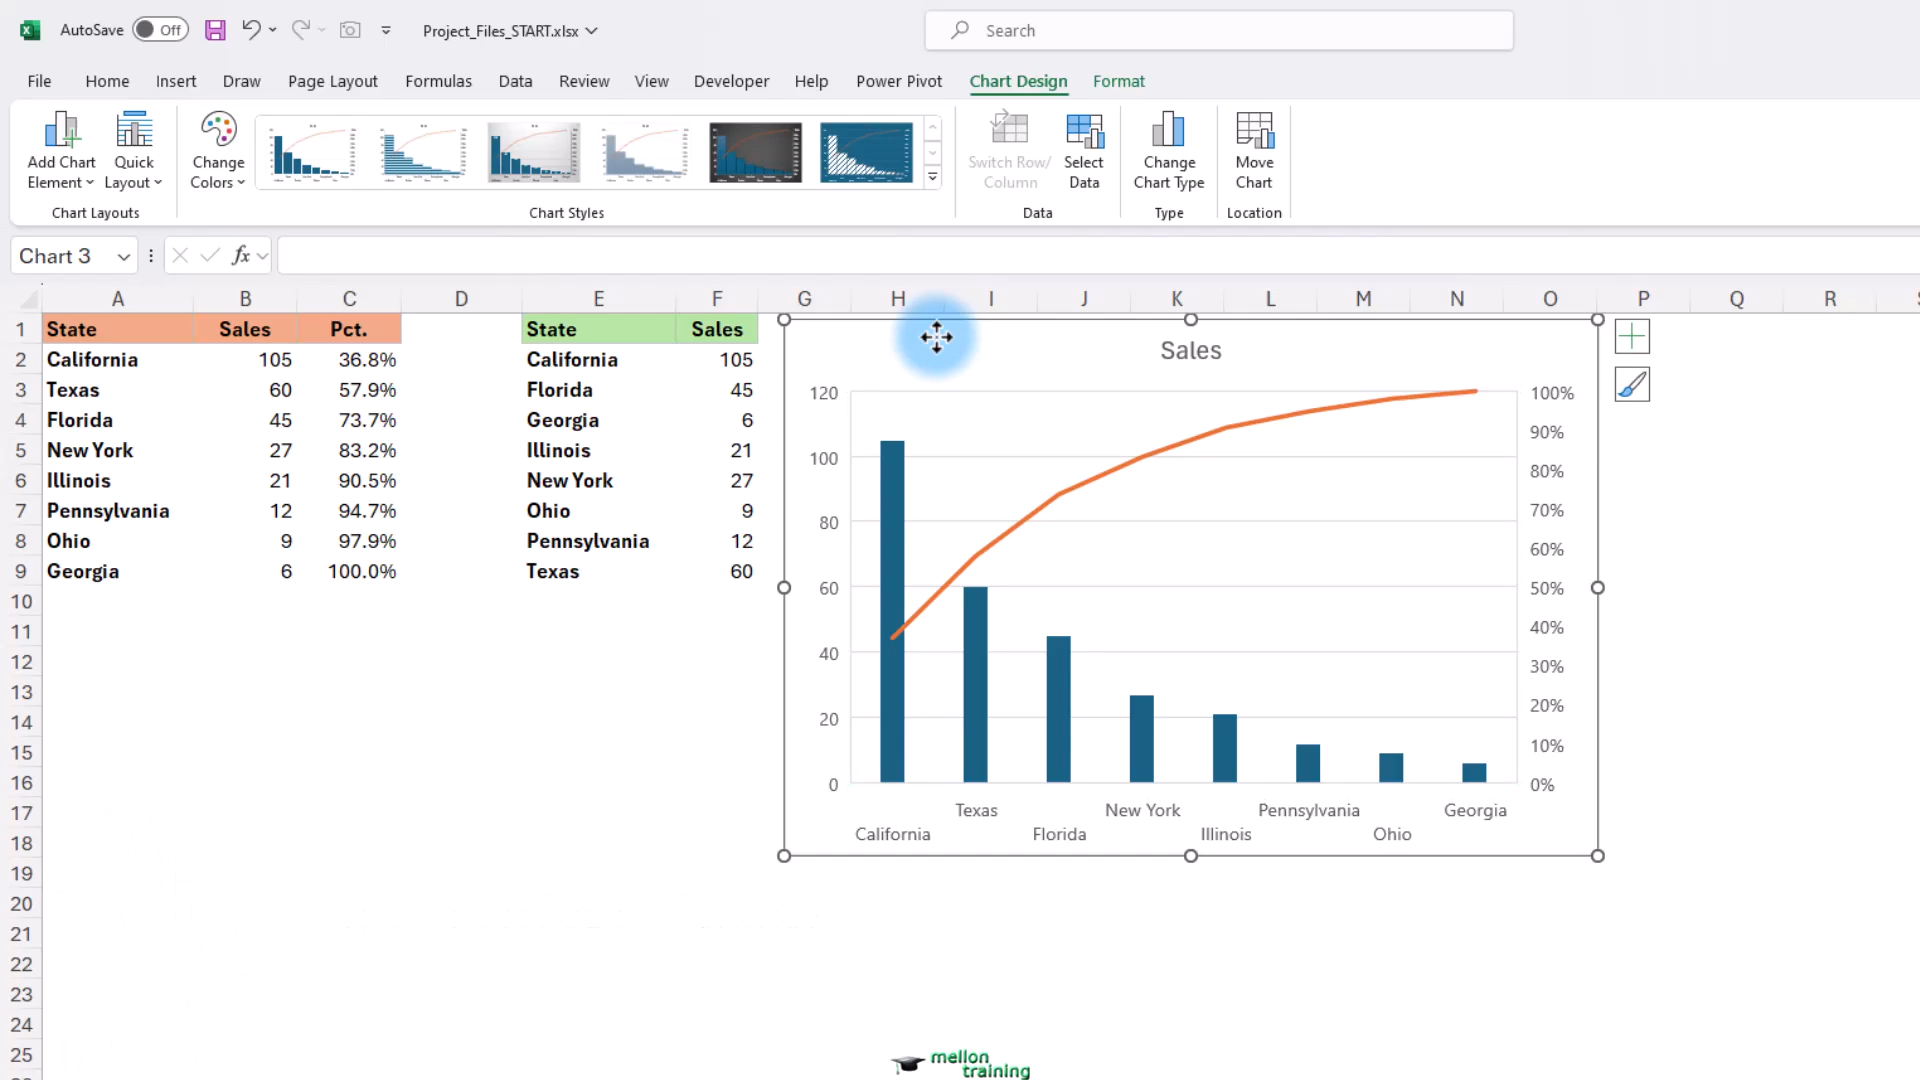 AutoSave Off Project_Files_START.xlsx Search
File Home Insert Draw Page Layout Formulas Data Review View Developer Help Power Pivot Chart Design Format
Add Chart Element
Quick Layout
Change Colors
Switch Row/ Column
Select Data
Change Chart Type
Move Chart
Chart Layouts Chart Styles Data Type Location
Chart 3 fx
A B C D E F G H I J K L M N O P Q R S
1 State Sales Pct. State Sales
2 California 105 36.8% California 105
3 Texas 60 57.9% Florida 45
4 Florida 45 73.7% Georgia 6
5 New York 27 83.2% Illinois 21
6 Illinois 21 90.5% New York 27
7 Pennsylvania 12 94.7% Ohio 9
8 Ohio 9 97.9% Pennsylvania 12
9 Georgia 6 100.0% Texas 60
10
11
12
13
14
15
16
17
18
19
20
21
22
23
24
25
Sales
120 100%
90%
100
80%
70%
80
60%
60 50%
40%
40
30%
20%
20
10%
0 0%
Texas New York Pennsylvania Georgia
California Florida Illinois Ohio
mellon
training